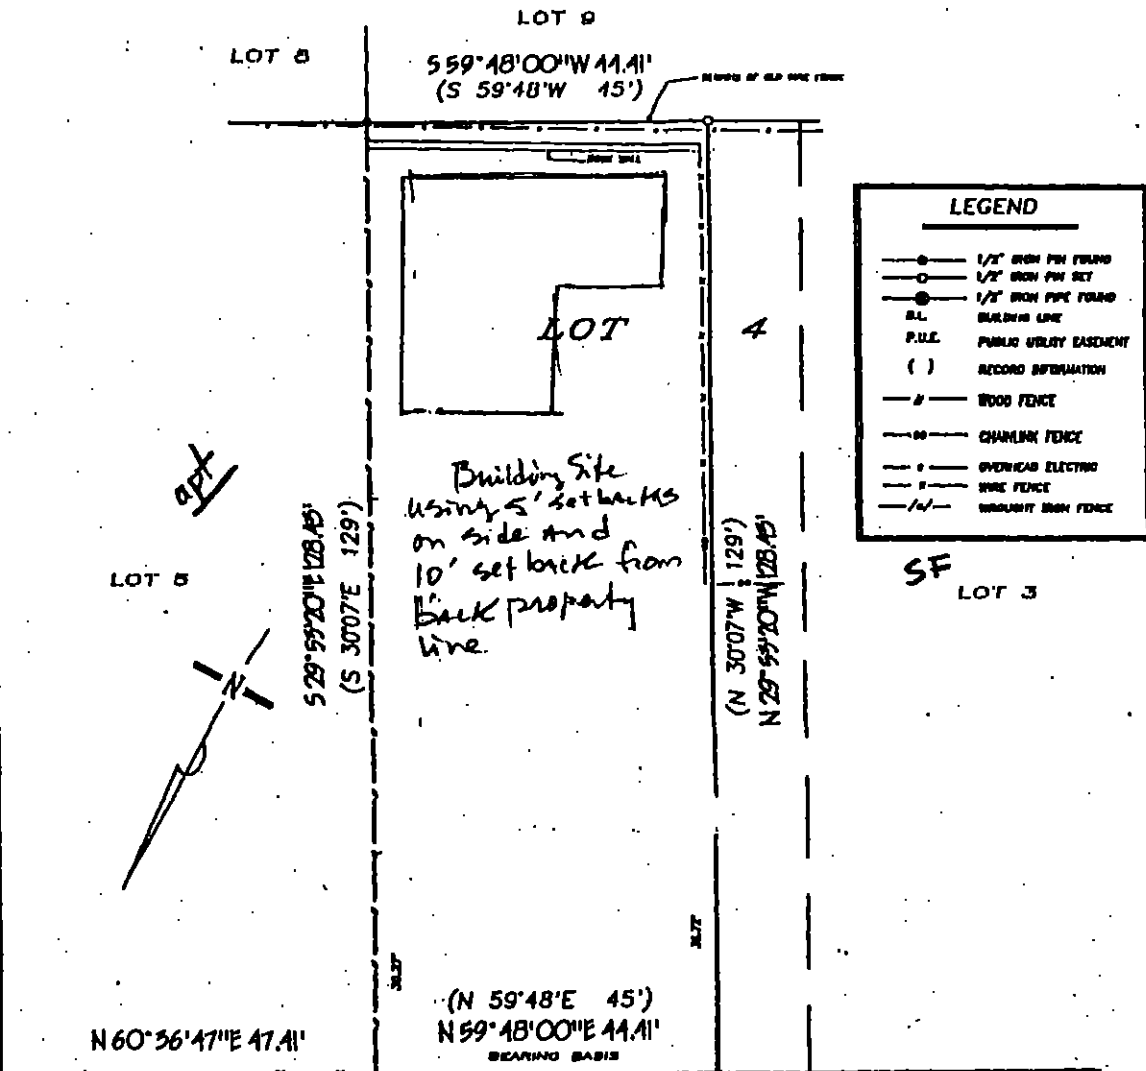 LOT 9
LOT 8
S 59°48'00"W 44.41'
(S 59°48'W 45')
LEGEND
1/2" IRON PIN FOUND
1/2" IRON PIN SET
1/2" IRON PIPE FOUND
B.L. BUILDING LINE
P.U.E. PUBLIC UTILITY EASEMENT
( ) RECORD INFORMATION
WOOD FENCE
CHAINLINK FENCE
OVERHEAD ELECTRIC
WIRE FENCE
WROUGHT IRON FENCE
LOT 4
apt
Building Site
using 5' setbacks
on side and
10' set back from
back property
line.
S 29°55'20"E 128.45'
(S 30°07'E 129')
(N 30°07'W 129')
N 29°55'20"W 128.45'
LOT 5
SF
LOT 3
N
(N 59°48'E 45')
N 59°48'00"E 44.41'
BEARING BASIS
N 60°36'47"E 47.41'